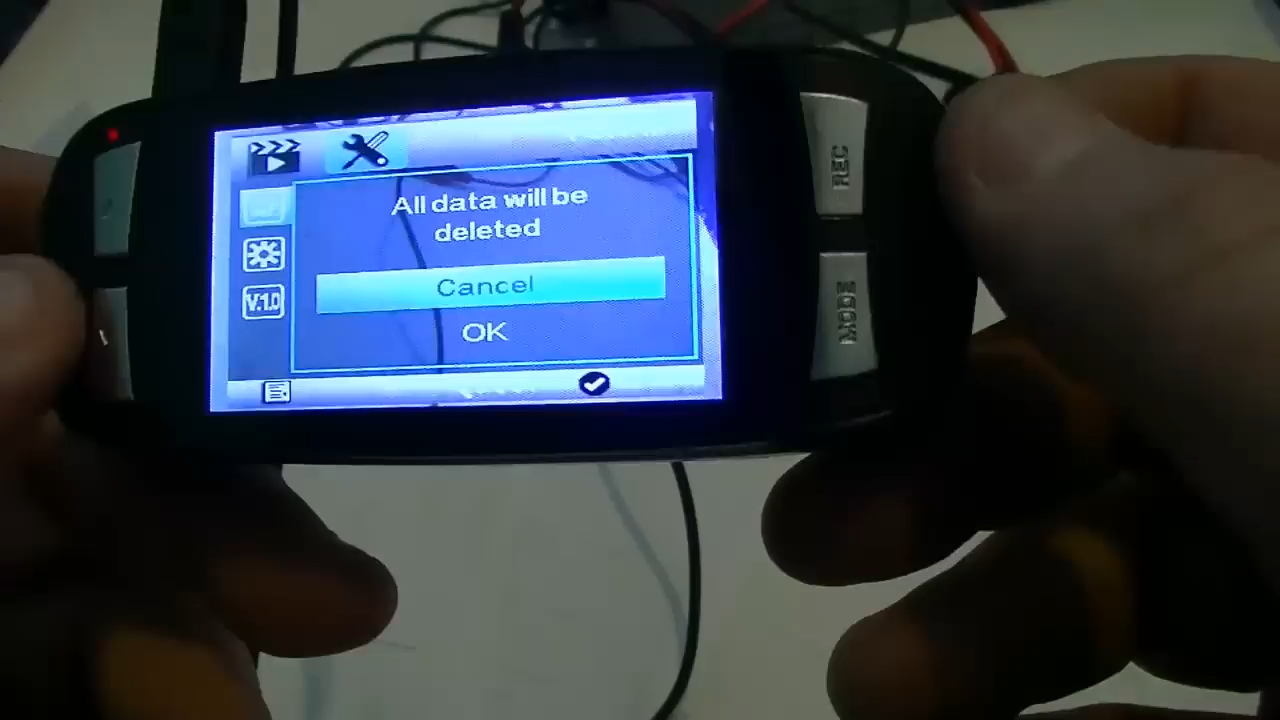 All data will be
deleted
Cancel
OK
V.1.0
REC
MODE